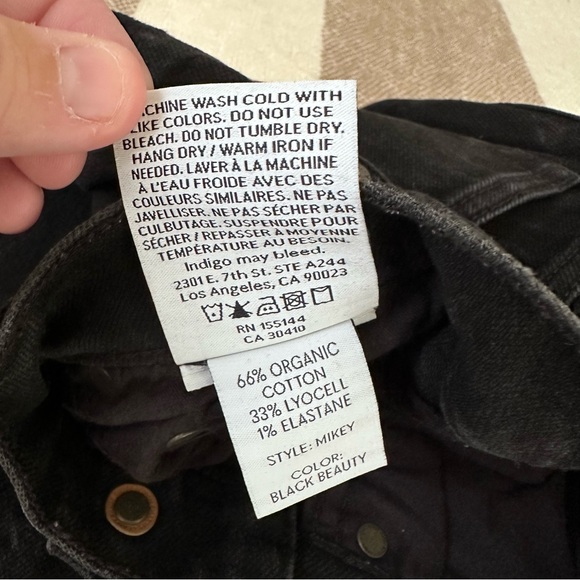 MACHINE WASH COLD WITH
LIKE COLORS. DO NOT USE
BLEACH. DO NOT TUMBLE DRY.
HANG DRY / WARM IRON IF
NEEDED. LAVER À LA MACHINE
À L'EAU FROIDE AVEC DES
COULEURS SIMILAIRES. NE PAS
JAVELLISER. NE PAS SÉCHER PAR
CULBUTAGE. SUSPENDRE POUR
SÉCHER / REPASSER À MOYENNE
TEMPÉRATURE AU BESOIN.
Indigo may bleed.
2301 E. 7th St. STE A244
Los Angeles, CA 90023
RN 155144
CA 30410
66% ORGANIC
COTTON
33% LYOCELL
1% ELASTANE
STYLE: MIKEY
COLOR:
BLACK BEAUTY